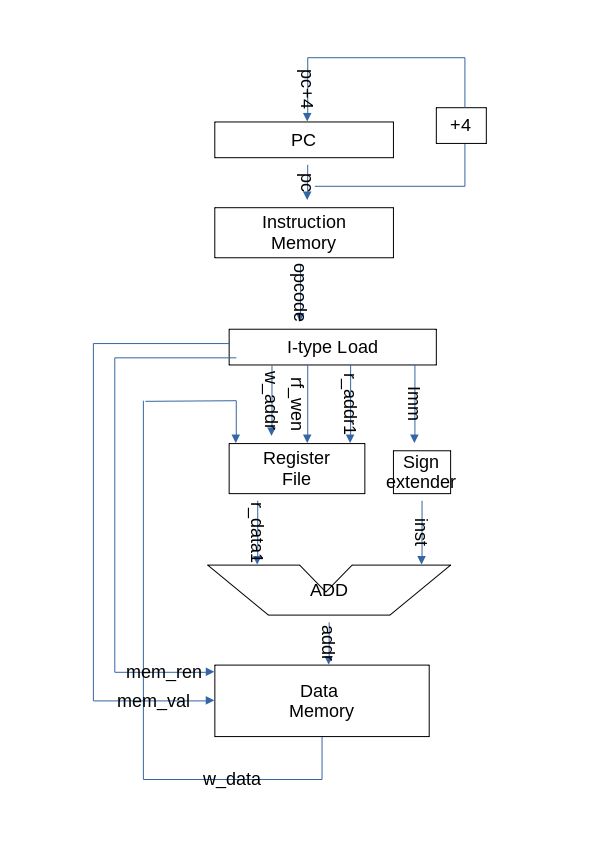 pc+4
+4
PC
pc
Instruction
Memory
opcode
I-type Load
w_addr
rf_wen
r_addr1
Imm
Register
File
Sign
extender
r_data1
inst
ADD
addr
mem_ren
mem_val
Data
Memory
w_data